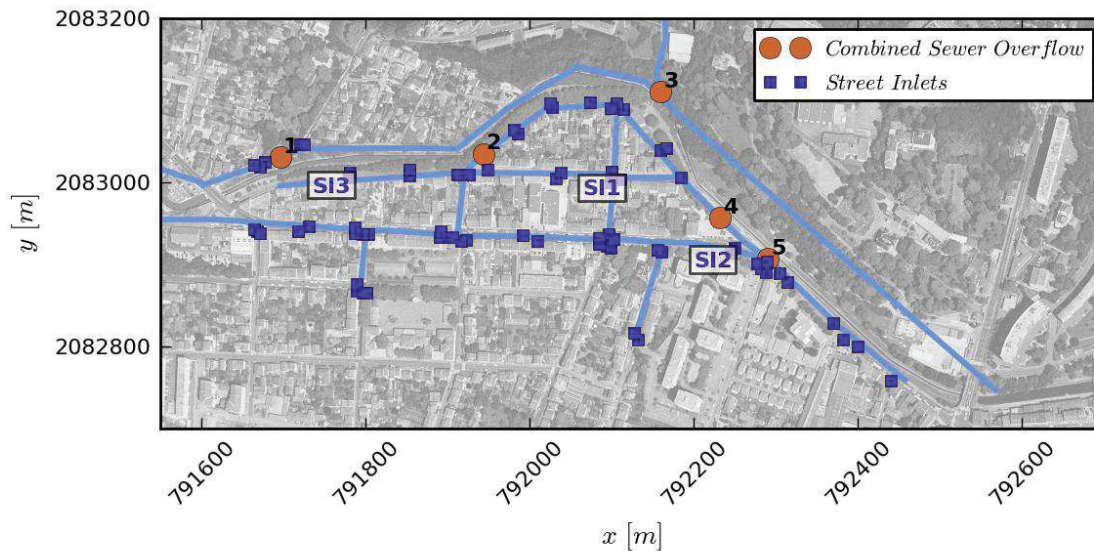 2083200
2083000
2082800
y [m]
Combined Sewer Overflow
Street Inlets
3
1
2
SI3
SI1
4
5
SI2
791600
791800
792000
792200
792400
792600
x [m]